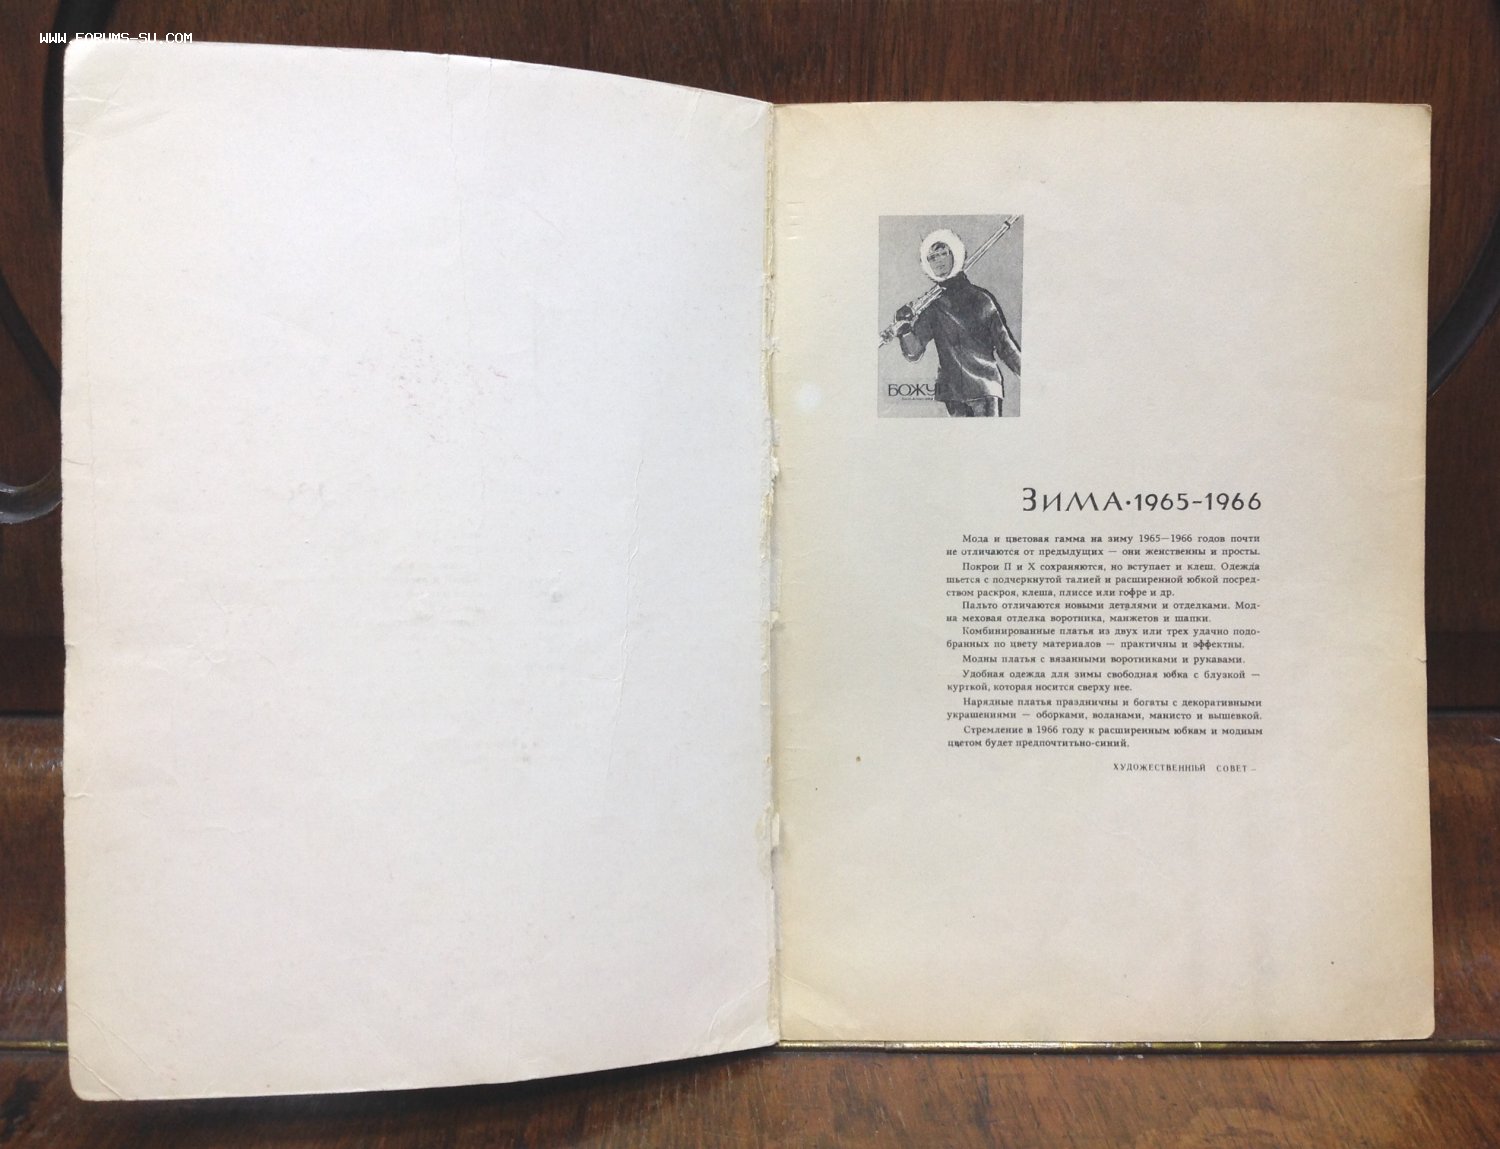 WWW.FORUMS-SU.COM
БОЖУР
ЗИМА·1965-1966
Мода и цветовая гамма на зиму 1965—1966 годов почти
не отличаются от предыдущих — они женственны и просты.
Покрои П и Х сохраняются, но вступает и клеш. Одежда
шьется с подчеркнутой талией и расширенной юбкой посред-
ством раскроя, клеша, плиссе или гофре и др.
Пальто отличаются новыми деталями и отделками. Мод-
на меховая отделка воротника, манжетов и шапки.
Комбинированные платья из двух или трех удачно подо-
бранных по цвету материалов — практичны и эффектны.
Модны платья с вязанными воротниками и рукавами.
Удобная одежда для зимы свободная юбка с блузкой —
курткой, которая носится сверху нее.
Нарядные платья праздничны и богаты с декоративными
украшениями — оборками, воланами, манисто и вышевкой.
Стремление в 1966 году к расширенным юбкам и модным
цветом будет предпочтитьно-синий.
ХУДОЖЕСТВЕННЫЙ СОВЕТ —